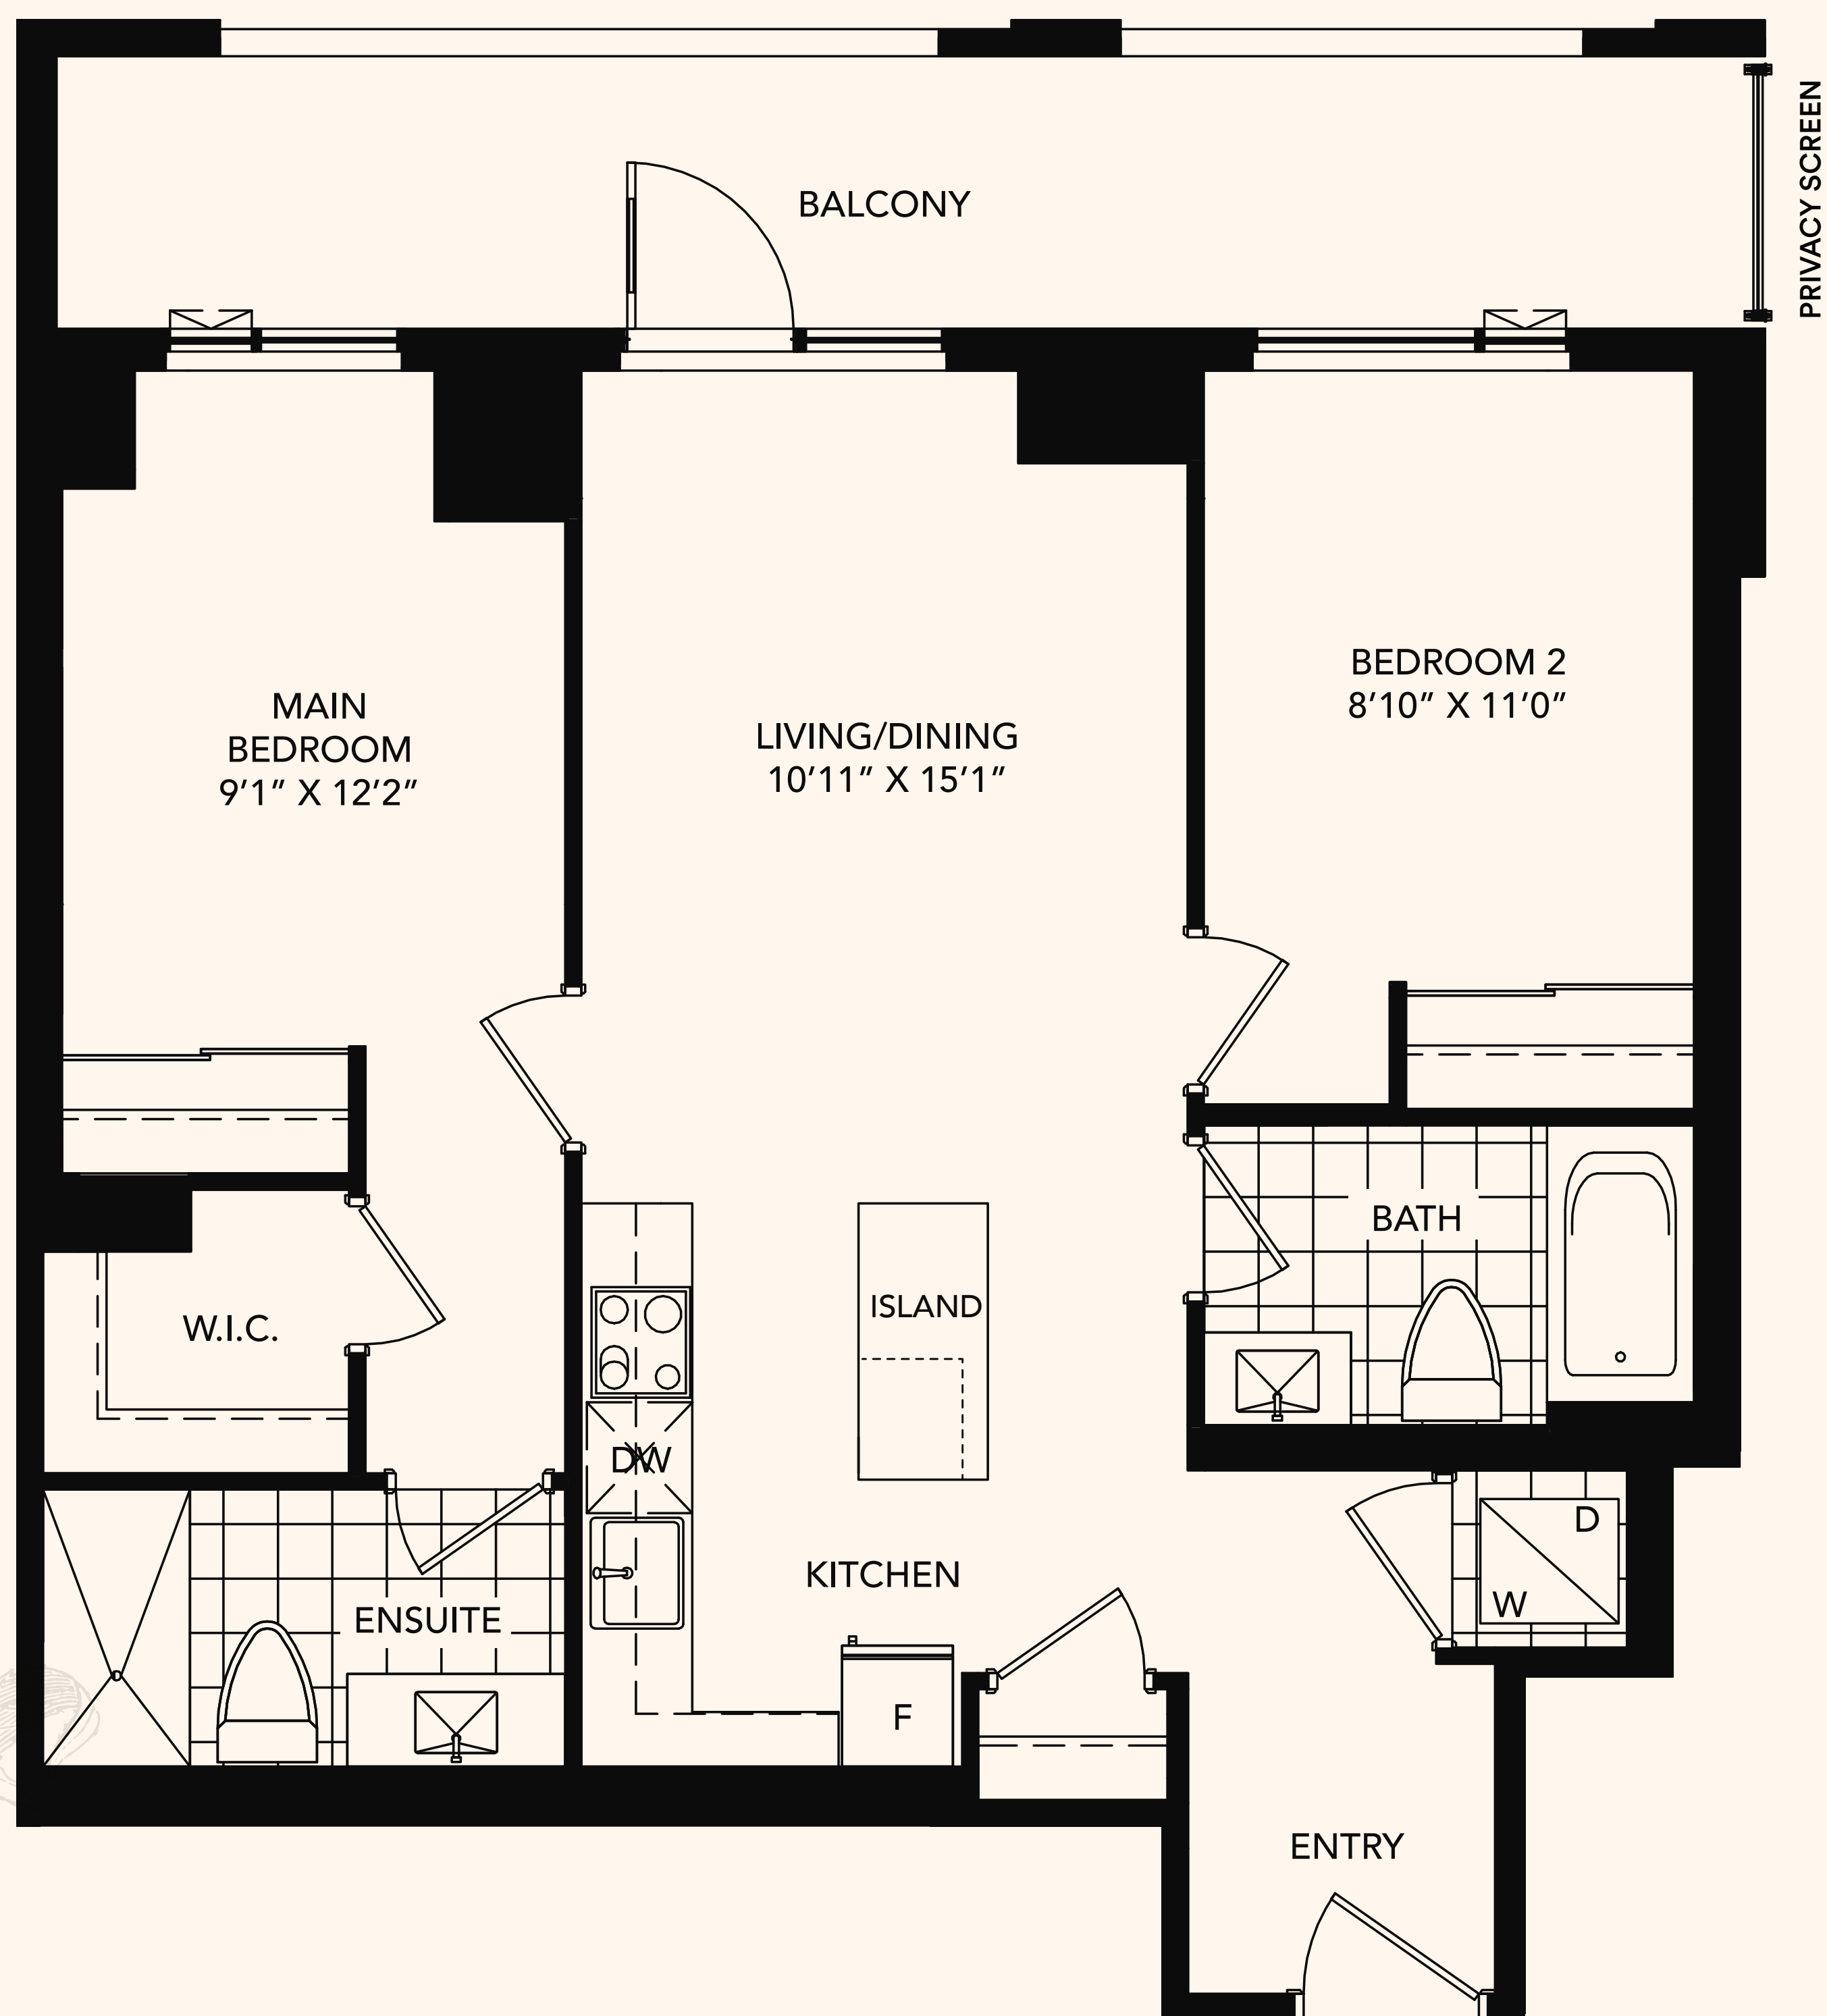 BALCONY
PRIVACY SCREEN
MAIN
BEDROOM
9’1” X 12’2”
LIVING/DINING
10’11” X 15’1”
BEDROOM 2
8’10” X 11’0”
BATH
ISLAND
W.I.C.
DW
D
W
KITCHEN
ENSUITE
F
ENTRY